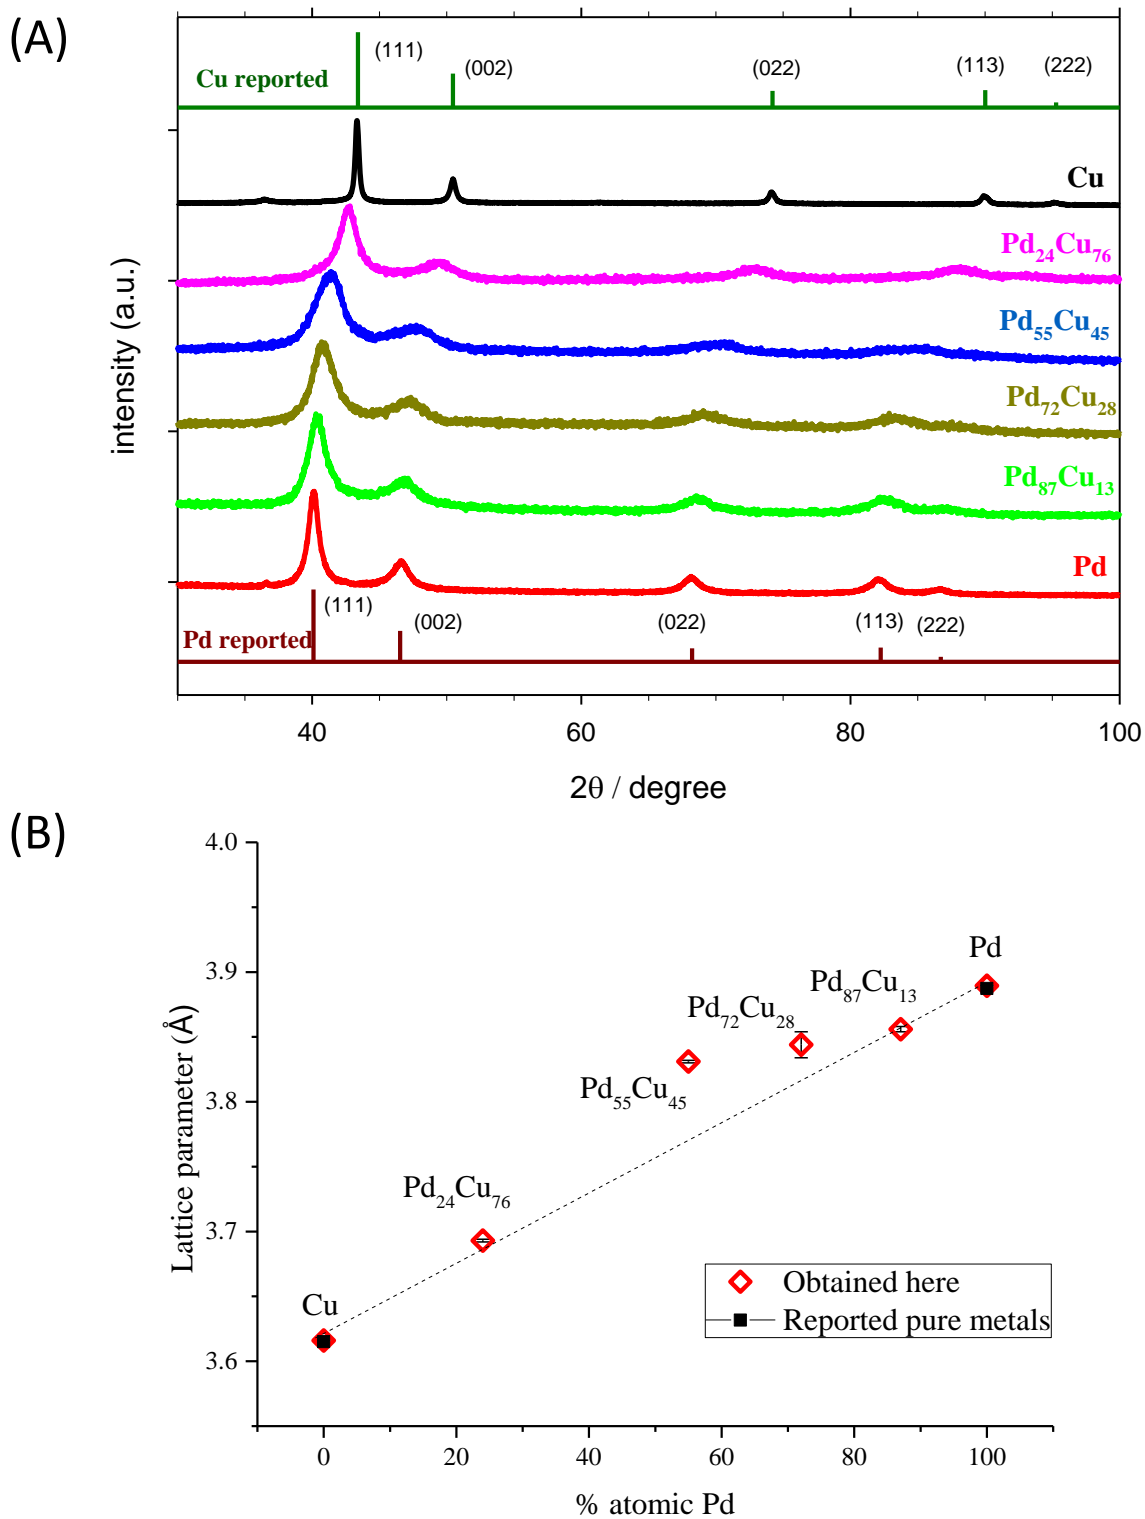 (A)
Cu reported
(111)
(002)
(022)
(113)
(222)
Cu
Pd24Cu76
Pd55Cu45
Pd72Cu28
Pd87Cu13
Pd
(111)
(002)
(022)
(113)
(222)
Pd reported
intensity (a.u.)
40
60
80
100
2θ / degree
(B)
4.0
3.9
3.8
3.7
3.6
Lattice parameter (Å)
Pd
Pd87Cu13
Pd72Cu28
Pd55Cu45
Pd24Cu76
Cu
Obtained here
Reported pure metals
0
20
40
60
80
100
% atomic Pd